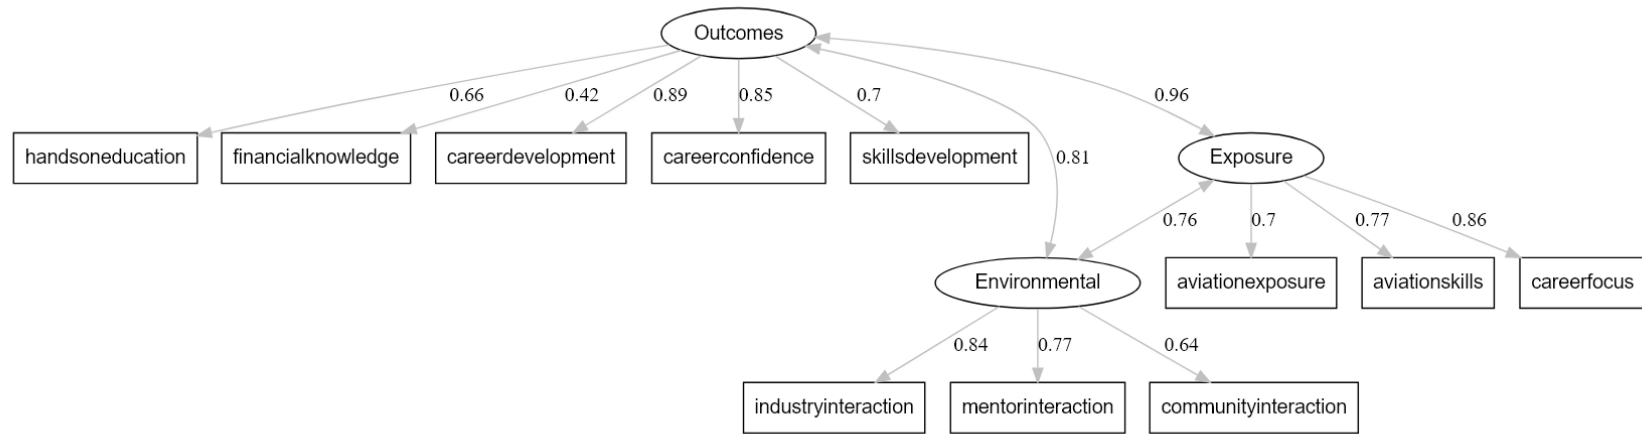 Outcomes
0.66
0.42
0.89
0.85
0.7
0.96
handsoneducation
financialknowledge
careerdevelopment
careerconfidence
skillsdevelopment
0.81
Exposure
0.76
0.7
0.77
0.86
Environmental
aviationexposure
aviationskills
careerfocus
0.84
0.77
0.64
industryinteraction
mentorinteraction
communityinteraction